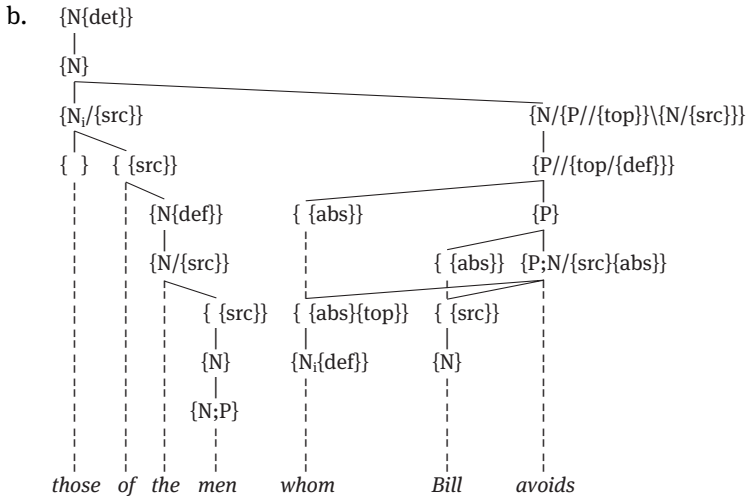 b. {N{det}}
{N}
{Nᵢ/{src}} {N/{P//{top}}\{N/{src}}}
{ } { {src}} {P//{top/{def}}}
{N{def}} { {abs}} {P}
{N/{src}} { {abs}} {P;N/{src}{abs}}
{ {src}} { {abs}{top}} { {src}}
{N} {Nᵢ{def}} {N}
{N;P}
those of the men whom Bill avoids